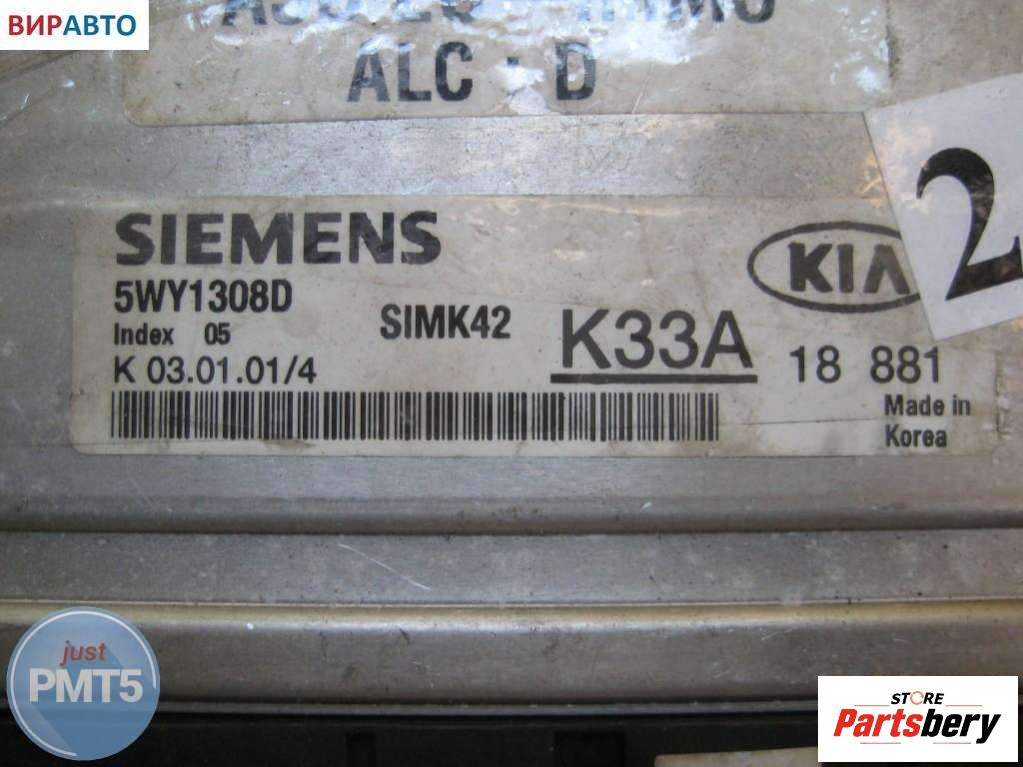 ВИРАВТО
ALC - D
2
SIEMENS
KIA
5WY1308D
SIMK42
K33A
Index 05
K 03.01.01/4
18 881
Made in
Korea
just
PMT5
STORE
Partsbery